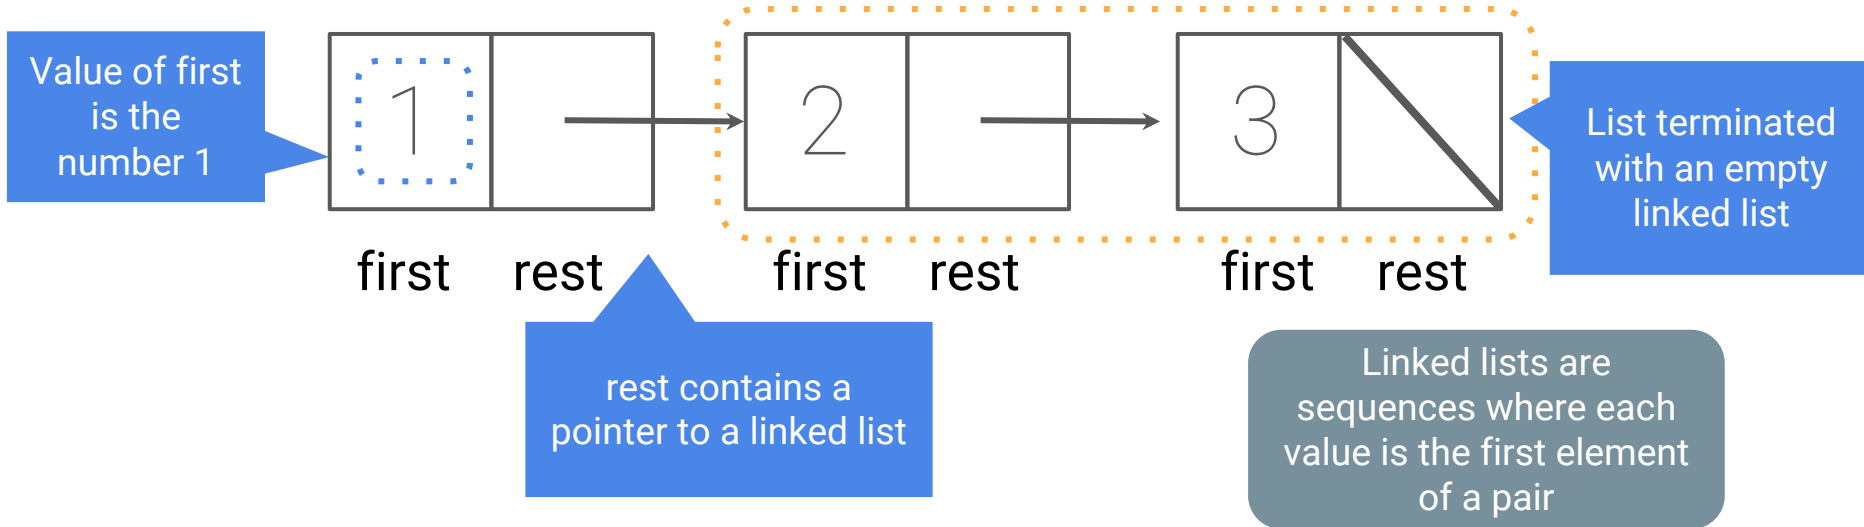 Value of first
is the
number 1
1
2
3
List terminated
with an empty
linked list
first
rest
first
rest
first
rest
rest contains a
pointer to a linked list
Linked lists are
sequences where each
value is the first element
of a pair